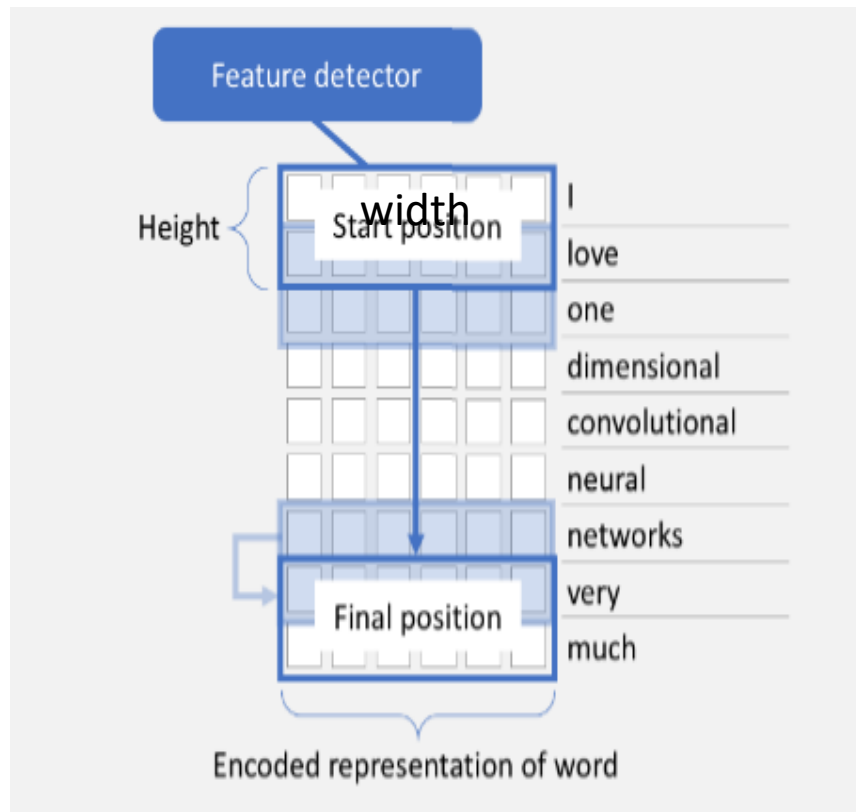 Feature detector
width
Start position
Height
I
love
one
dimensional
convolutional
neural
networks
very
much
Final position
Encoded representation of word